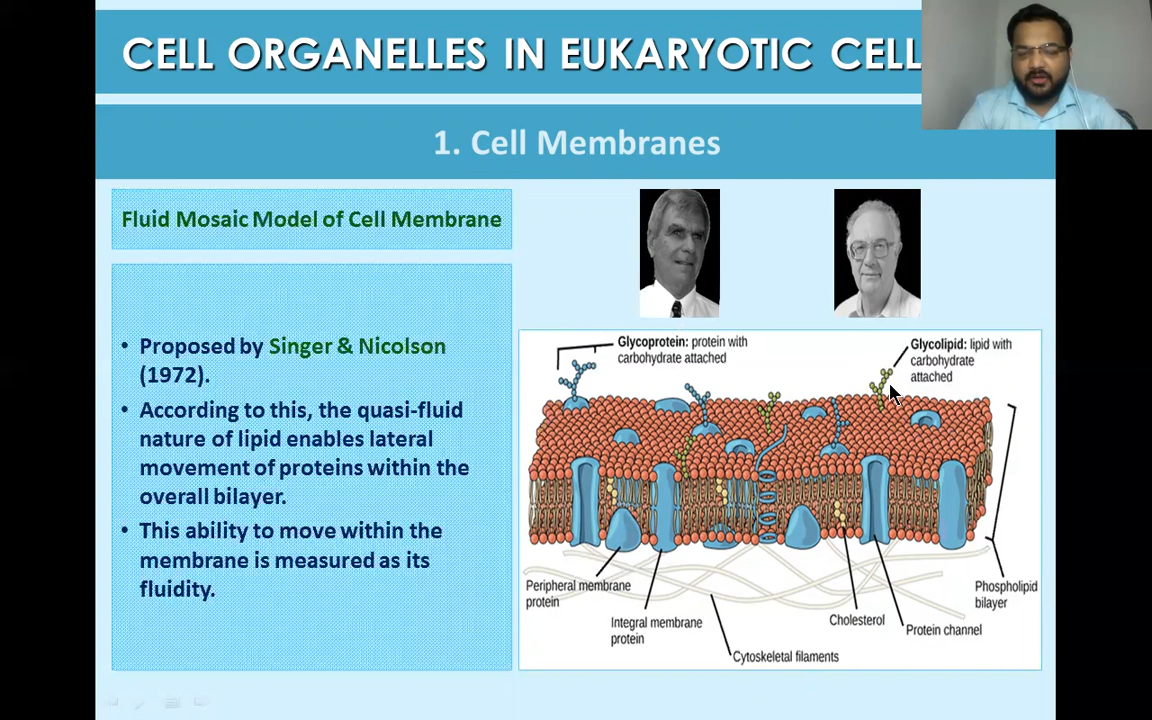 CELL ORGANELLES IN EUKARYOTIC CELL
1. Cell Membranes
Fluid Mosaic Model of Cell Membrane
• Proposed by Singer & Nicolson
(1972).
• According to this, the quasi-fluid
nature of lipid enables lateral
movement of proteins within the
overall bilayer.
• This ability to move within the
membrane is measured as its
fluidity.
Glycoprotein: protein with
carbohydrate attached
Glycolipid: lipid with
carbohydrate
attached
Peripheral membrane
protein
Integral membrane
protein
Cytoskeletal filaments
Cholesterol
Protein channel
Phospholipid
bilayer